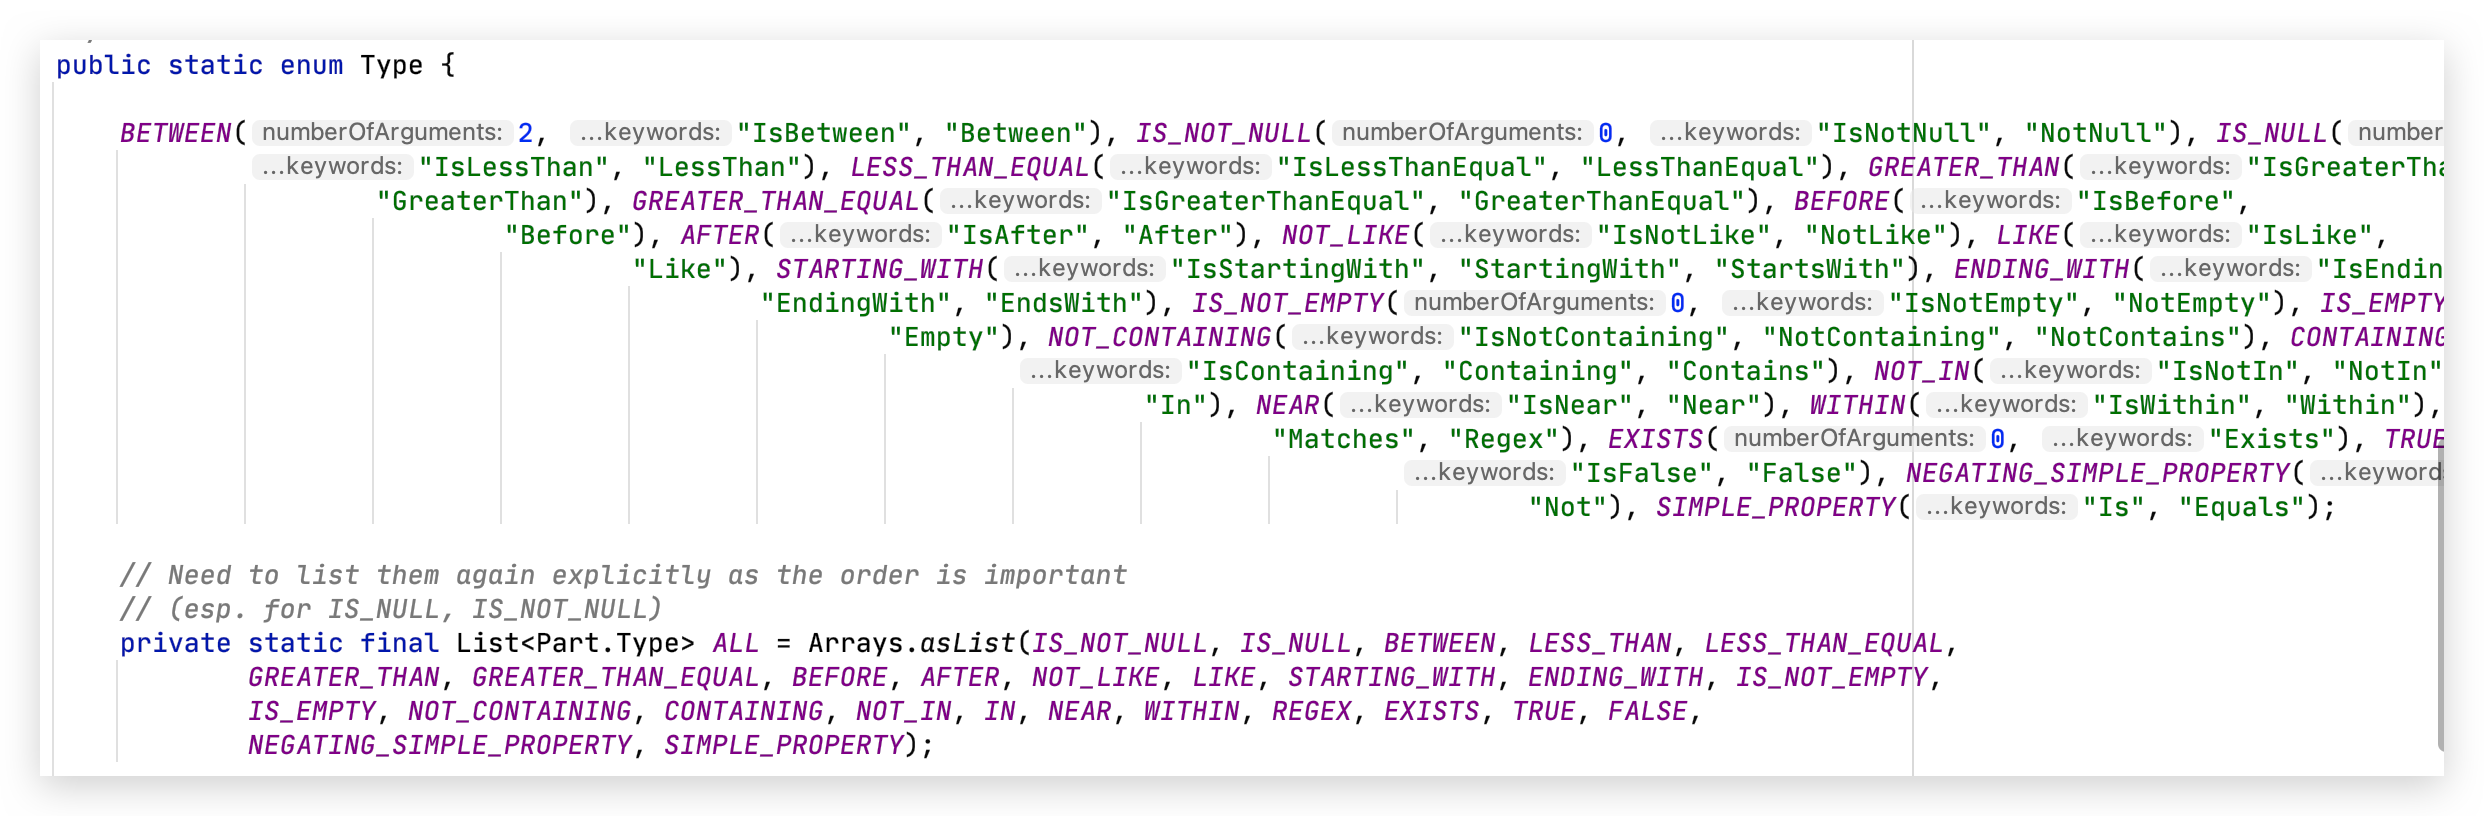 public static enum Type {
BETWEEN( numberOfArguments: 2, ...keywords: "IsBetween", "Between"), IS_NOT_NULL( numberOfArguments: 0, ...keywords: "IsNotNull", "NotNull"), IS_NULL( number
...keywords: "IsLessThan", "LessThan"), LESS_THAN_EQUAL( ...keywords: "IsLessThanEqual", "LessThanEqual"), GREATER_THAN( ...keywords: "IsGreaterTha
"GreaterThan"), GREATER_THAN_EQUAL( ...keywords: "IsGreaterThanEqual", "GreaterThanEqual"), BEFORE( ...keywords: "IsBefore",
"Before"), AFTER( ...keywords: "IsAfter", "After"), NOT_LIKE( ...keywords: "IsNotLike", "NotLike"), LIKE( ...keywords: "IsLike",
"Like"), STARTING_WITH( ...keywords: "IsStartingWith", "StartingWith", "StartsWith"), ENDING_WITH( ...keywords: "IsEndin
"EndingWith", "EndsWith"), IS_NOT_EMPTY( numberOfArguments: 0, ...keywords: "IsNotEmpty", "NotEmpty"), IS_EMPTY
"Empty"), NOT_CONTAINING( ...keywords: "IsNotContaining", "NotContaining", "NotContains"), CONTAINING
...keywords: "IsContaining", "Containing", "Contains"), NOT_IN( ...keywords: "IsNotIn", "NotIn"
"In"), NEAR( ...keywords: "IsNear", "Near"), WITHIN( ...keywords: "IsWithin", "Within"),
"Matches", "Regex"), EXISTS( numberOfArguments: 0, ...keywords: "Exists"), TRUE
...keywords: "IsFalse", "False"), NEGATING_SIMPLE_PROPERTY( ...keyword
"Not"), SIMPLE_PROPERTY( ...keywords: "Is", "Equals");
// Need to list them again explicitly as the order is important
// (esp. for IS_NULL, IS_NOT_NULL)
private static final List<Part.Type> ALL = Arrays.asList(IS_NOT_NULL, IS_NULL, BETWEEN, LESS_THAN, LESS_THAN_EQUAL,
GREATER_THAN, GREATER_THAN_EQUAL, BEFORE, AFTER, NOT_LIKE, LIKE, STARTING_WITH, ENDING_WITH, IS_NOT_EMPTY,
IS_EMPTY, NOT_CONTAINING, CONTAINING, NOT_IN, IN, NEAR, WITHIN, REGEX, EXISTS, TRUE, FALSE,
NEGATING_SIMPLE_PROPERTY, SIMPLE_PROPERTY);